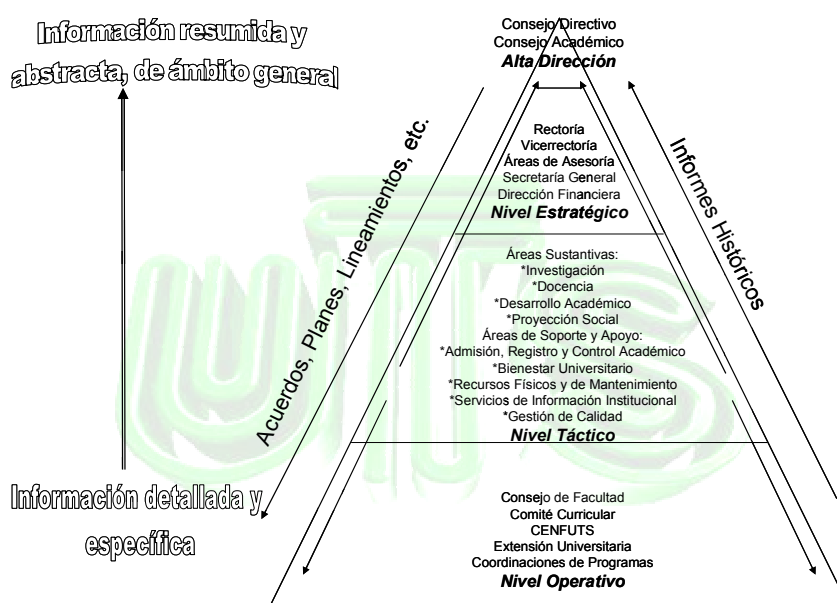 Información resumida y
abstracta, de ámbito general
Información detallada y
específica
Acuerdos, Planes, Lineamientos, etc.
Consejo Directivo
Consejo Académico
Alta Dirección
Rectoría
Vicerrectoría
Áreas de Asesoría
Secretaría General
Dirección Financiera
Nivel Estratégico
Áreas Sustantivas:
*Investigación
*Docencia
*Desarrollo Académico
*Proyección Social
Áreas de Soporte y Apoyo:
*Admisión, Registro y Control Académico
*Bienestar Universitario
*Recursos Físicos y de Mantenimiento
*Servicios de Información Institucional
*Gestión de Calidad
Nivel Táctico
Consejo de Facultad
Comité Curricular
CENFUTS
Extensión Universitaria
Coordinaciones de Programas
Nivel Operativo
Informes Históricos
uts